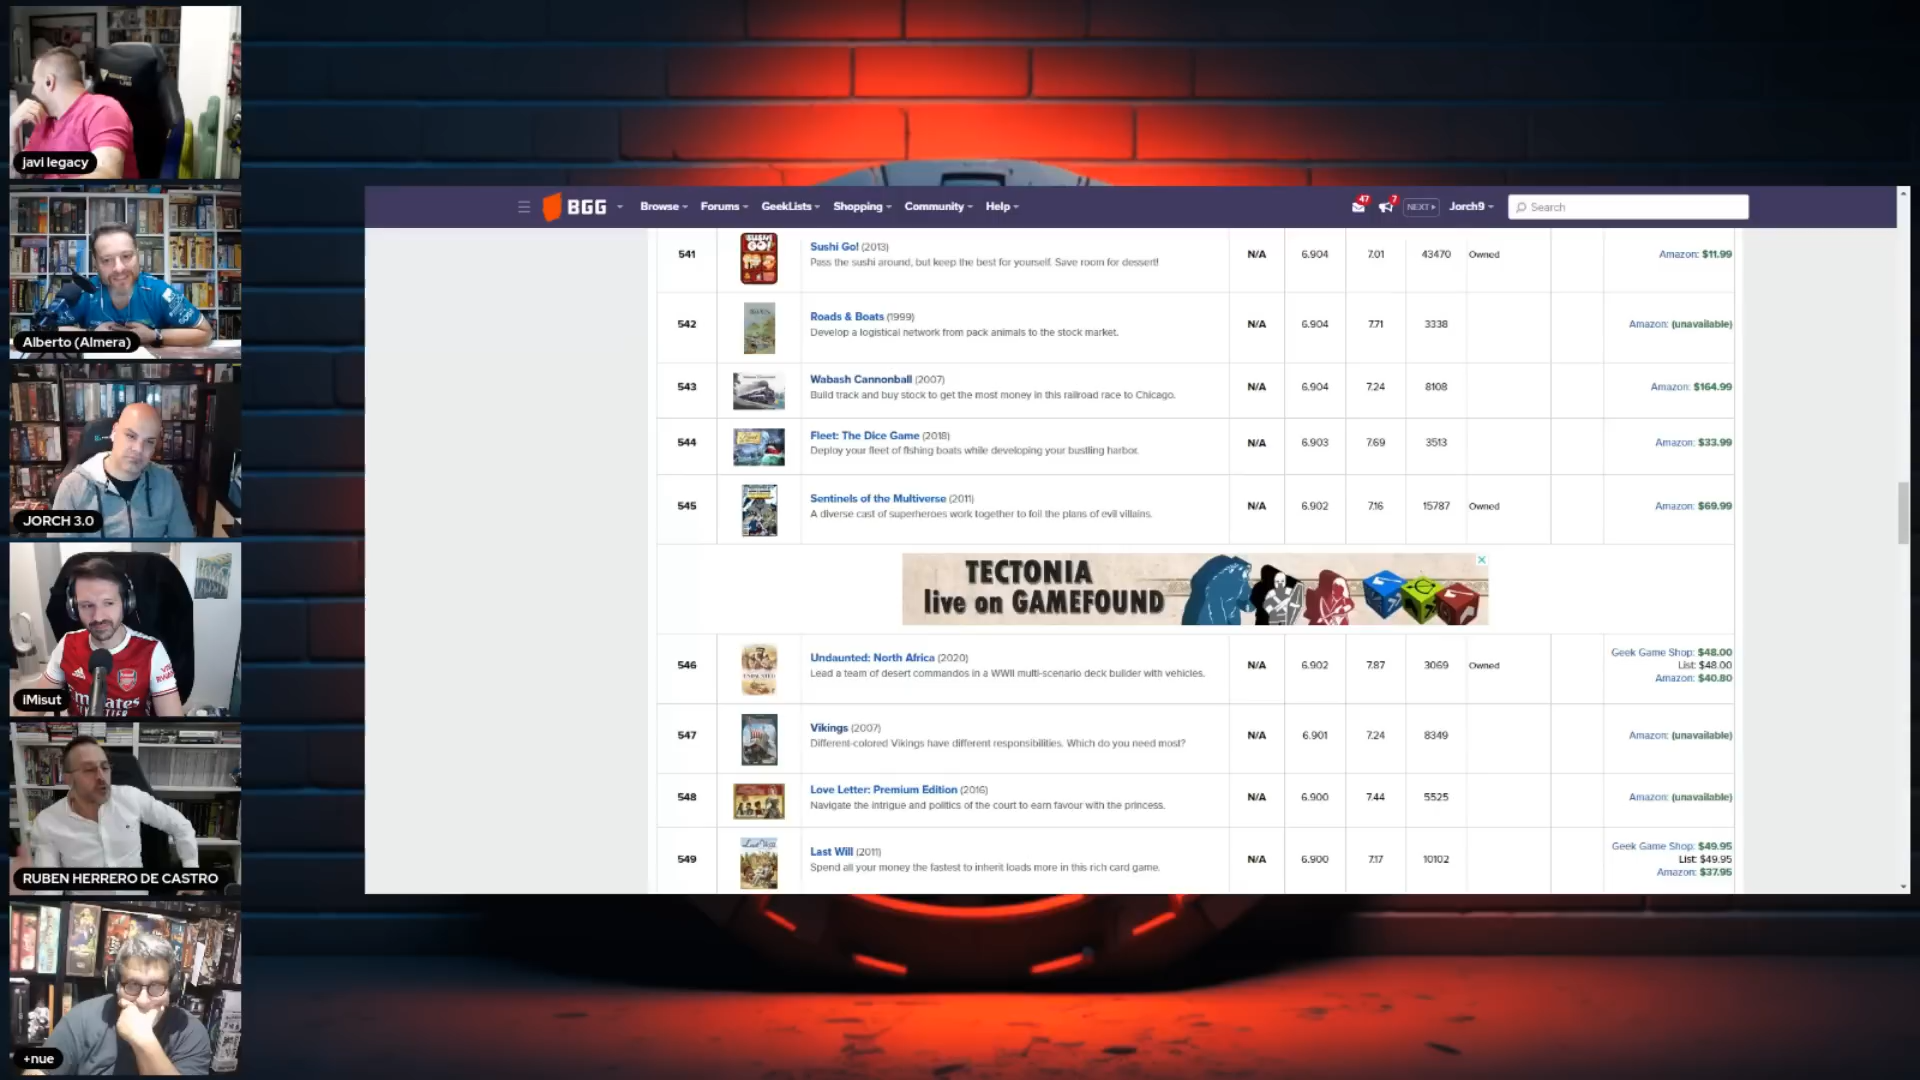 javi legacy
Alberto (Almera)
JORCH 3.0
iMisut
RUBEN HERRERO DE CASTRO
+nue
BGG Browse Forums GeekLists Shopping Community Help 47 7 NEXT Jorch9 Search
541 Sushi Go! (2013) N/A 6.904 7.01 43470 Owned Amazon: $11.99
Pass the sushi around, but keep the best for yourself. Save room for dessert!
542 Roads & Boats (1999) N/A 6.904 7.71 3338 Amazon: (unavailable)
Develop a logistical network from pack animals to the stock market.
543 Wabash Cannonball (2007) N/A 6.904 7.24 8108 Amazon: $164.99
Build track and buy stock to get the most money in this railroad race to Chicago.
544 Fleet: The Dice Game (2018) N/A 6.903 7.69 3513 Amazon: $33.99
Deploy your fleet of fishing boats while developing your bustling harbor.
545 Sentinels of the Multiverse (2011) N/A 6.902 7.16 15787 Owned Amazon: $69.99
A diverse cast of superheroes work together to foil the plans of evil villains.
TECTONIA
live on GAMEFOUND
546 Undaunted: North Africa (2020) N/A 6.902 7.87 3069 Owned Geek Game Shop: $48.00
Lead a team of desert commandos in a WWII multi-scenario deck builder with vehicles. List: $48.00
Amazon: $40.80
547 Vikings (2007) N/A 6.901 7.24 8349 Amazon: (unavailable)
Different-colored Vikings have different responsibilities. Which do you need most?
548 Love Letter: Premium Edition (2016) N/A 6.900 7.44 5525 Amazon: (unavailable)
Navigate the intrigue and politics of the court to earn favour with the princess.
549 Last Will (2011) N/A 6.900 7.17 10102 Geek Game Shop: $49.95
Spend all your money the fastest to inherit loads more in this rich card game. List: $49.95
Amazon: $37.95